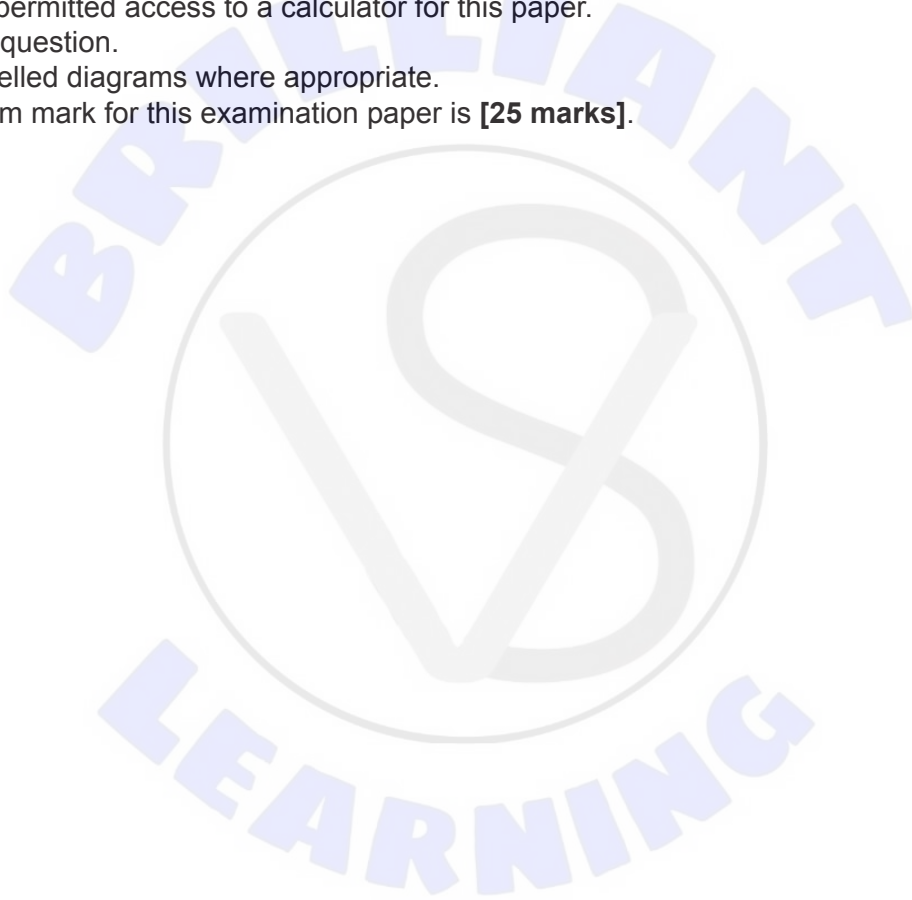 permitted access to a calculator for this paper.
question.
elled diagrams where appropriate.
m mark for this examination paper is [25 marks].
BRILLIANT
VS
LEARNING